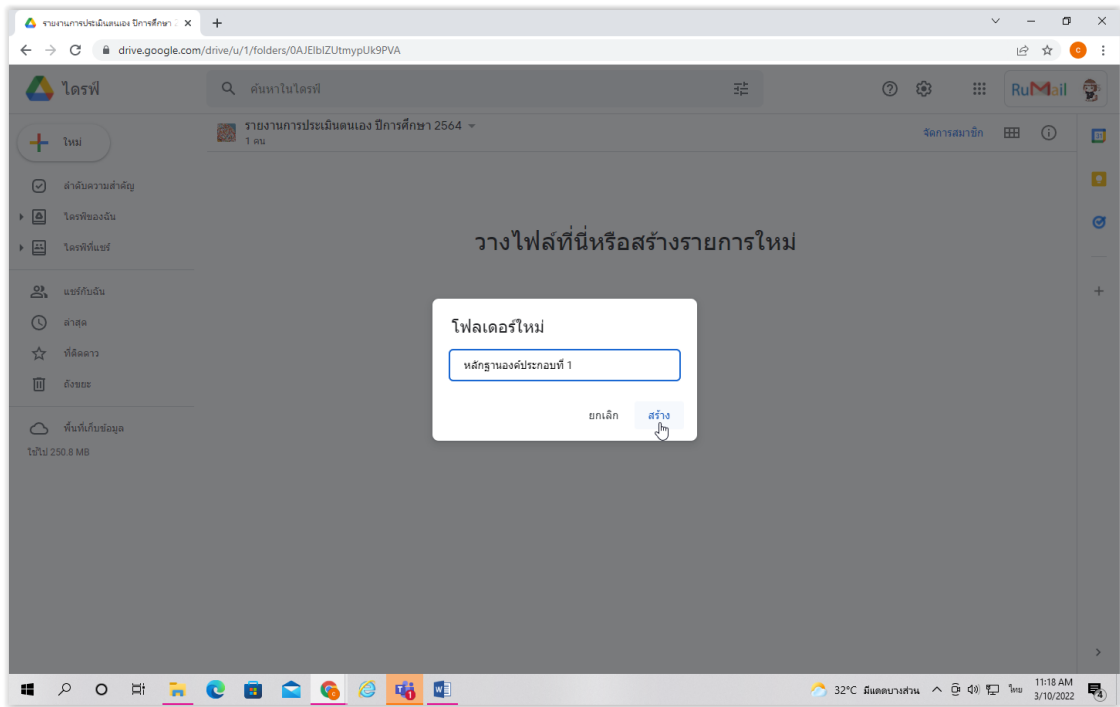 รายงานการประเมินตนเอง ปีการศึกษา 2
drive.google.com/drive/u/1/folders/0AJEIbIZUtmypUk9PVA
ไดรฟ์
ค้นหาในไดรฟ์
RuMail
ใหม่
รายงานการประเมินตนเอง ปีการศึกษา 2564
1 คน
จัดการสมาชิก
ลำดับความสำคัญ
ไดรฟ์ของฉัน
ไดรฟ์ที่แชร์
วางไฟล์ที่นี่หรือสร้างรายการใหม่
แชร์กับฉัน
ล่าสุด
ที่ติดดาว
ถังขยะ
พื้นที่เก็บข้อมูล
ใช้ไป 250.8 MB
โฟลเดอร์ใหม่
หลักฐานองค์ประกอบที่ 1
ยกเลิก
สร้าง
32°C มีแดดบางส่วน
ไทย
11:18 AM
3/10/2022
4